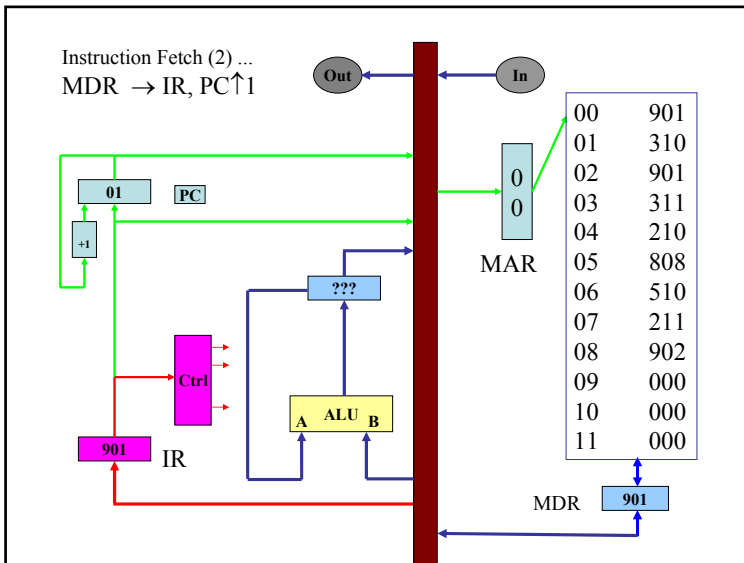 Instruction Fetch (2) ...
MDR → IR, PC↑1
Out
In
01
PC
+1
???
Ctrl
ALU
A
B
901
IR
0
0
MAR
00 901
01 310
02 901
03 311
04 210
05 808
06 510
07 211
08 902
09 000
10 000
11 000
MDR
901